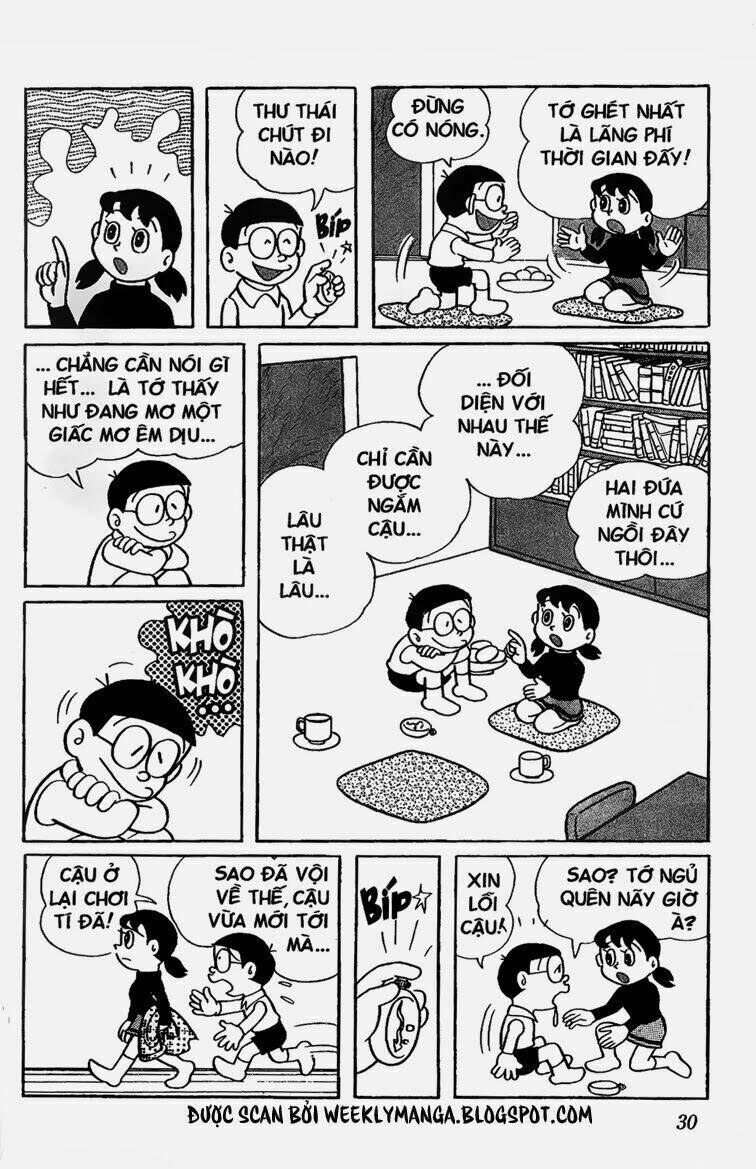 TỚ GHÉT NHẤT
LÀ LÃNG PHÍ
THỜI GIAN ĐẤY!
ĐỪNG
CÓ NÓNG.
THƯ THÁI
CHÚT ĐI
NÀO!
BÍP
HAI ĐỨA
MÌNH CỨ
NGỒI ĐÂY
THÔI...
... ĐỐI
DIỆN VỚI
NHAU THẾ
NÀY...
CHỈ CẦN
ĐƯỢC
NGẮM
CẬU...
LÂU
THẬT
LÀ
LÂU...
... CHẲNG CẦN NÓI GÌ
HẾT... LÀ TỚ THẤY
NHƯ ĐANG MƠ MỘT
GIẤC MƠ ÊM DỊU...
KHÒ
KHÒ
...
SAO? TỚ NGỦ
QUÊN NÃY GIỜ
À?
XIN
LỖI
CẬU!
BÍP
SAO ĐÃ VỘI
VỀ THẾ, CẬU
VỪA MỚI TỚI
MÀ...
CẬU Ở
LẠI CHƠI
TÍ ĐÃ!
ĐƯỢC SCAN BỞI WEEKLYMANGA.BLOGSPOT.COM
30